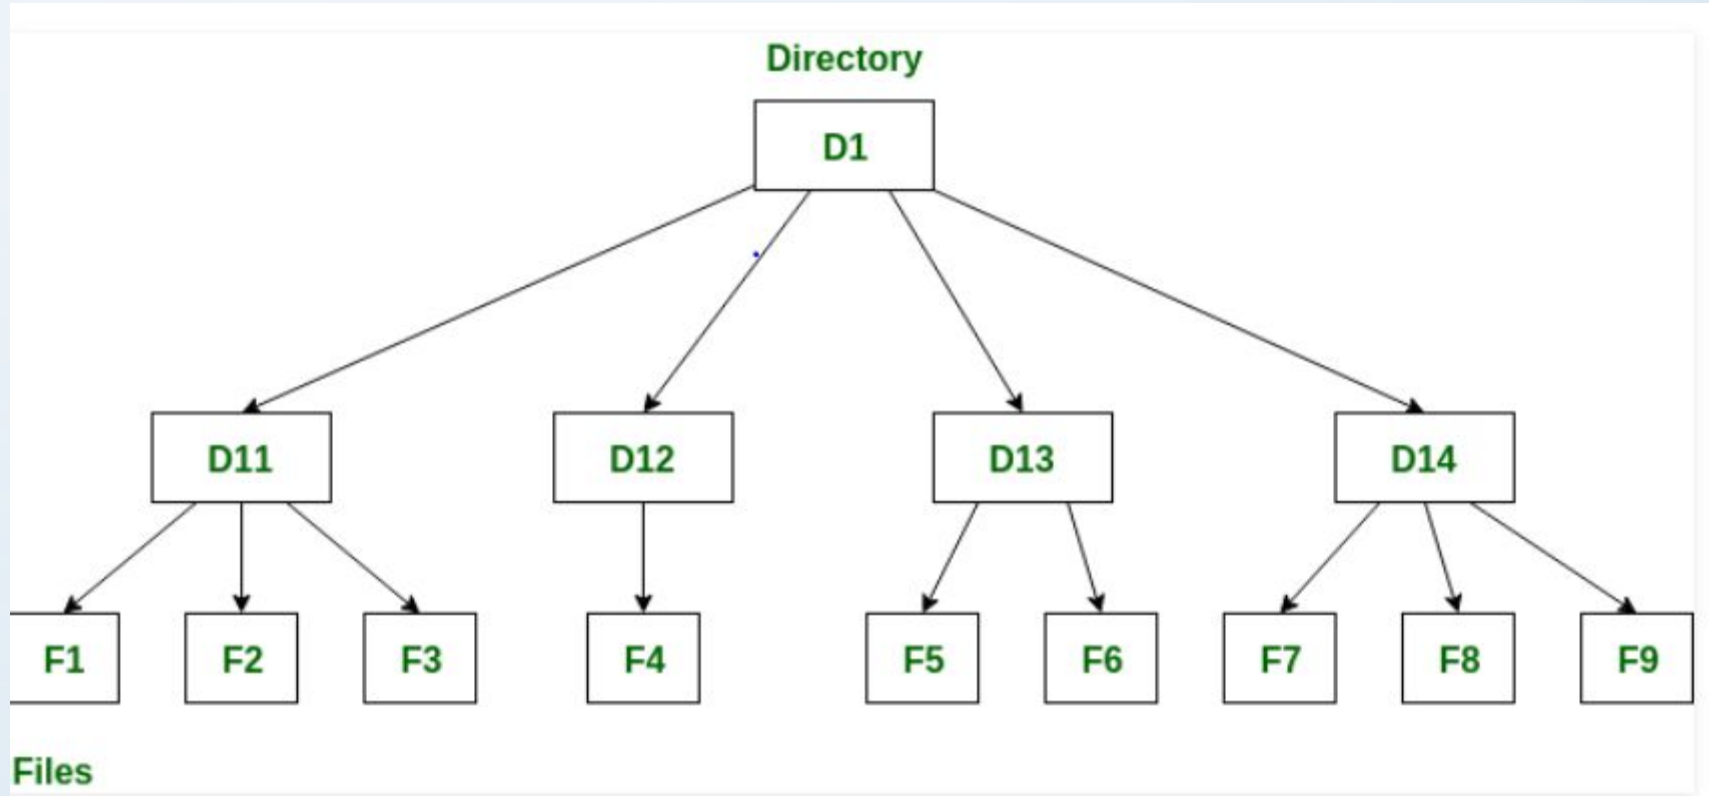 Directory
D1
D11 D12 D13 D14
F1 F2 F3 F4 F5 F6 F7 F8 F9
Files